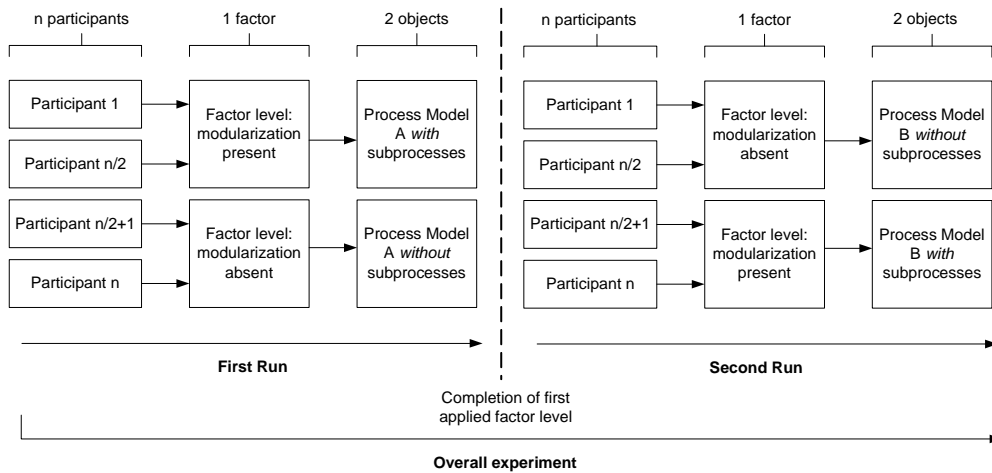 n participants
1 factor
2 objects
Participant 1
Participant n/2
Participant n/2+1
Participant n
Factor level:
modularization
present
Factor level:
modularization
absent
Process Model
A with
subprocesses
Process Model
A without
subprocesses
First Run
n participants
1 factor
2 objects
Participant 1
Participant n/2
Participant n/2+1
Participant n
Factor level:
modularization
absent
Factor level:
modularization
present
Process Model
B without
subprocesses
Process Model
B with
subprocesses
Second Run
Completion of first
applied factor level
Overall experiment